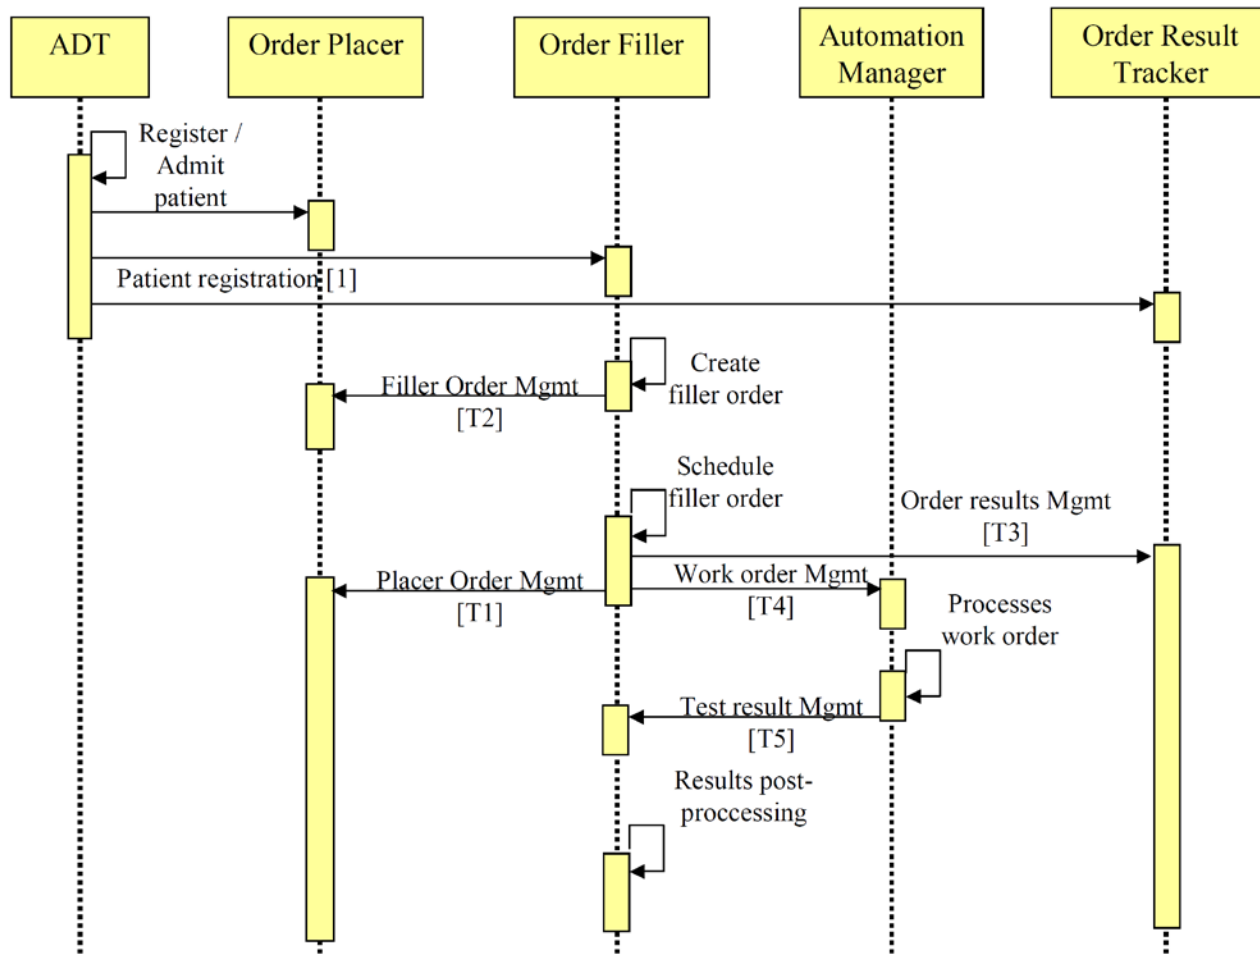 ADT
Order Placer
Order Filler
Automation
Manager
Order Result
Tracker
Register /
Admit
patient
Patient registration [1]
Create
filler order
Filler Order Mgmt
[T2]
Schedule
filler order
Order results Mgmt
[T3]
Placer Order Mgmt
[T1]
Work order Mgmt
[T4]
Processes
work order
Test result Mgmt
[T5]
Results post-
proccessing